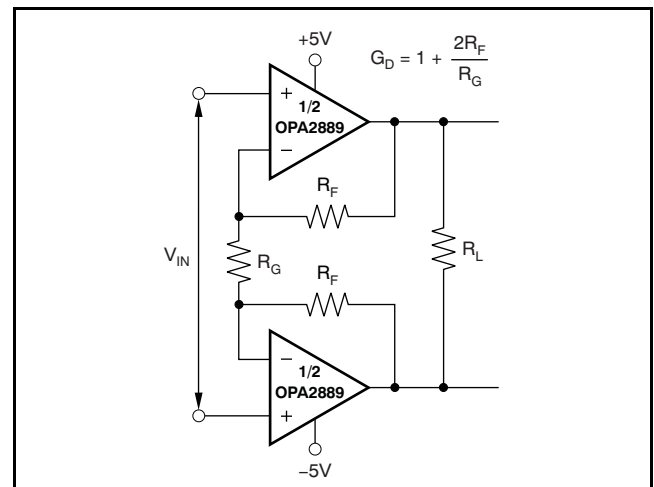 +5V
G_D = 1 + 2R_F / R_G
+
1/2
OPA2889
−
R_F
V_IN
R_G
R_L
R_F
−
1/2
OPA2889
+
−5V